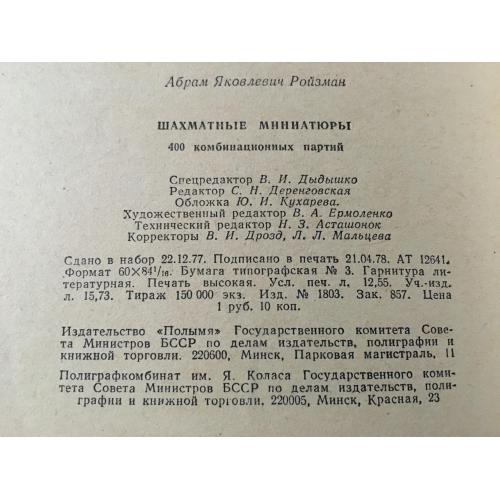 Абрам Яковлевич Ройзман
ШАХМАТНЫЕ МИНИАТЮРЫ
400 комбинационных партий
Спецредактор В. И. Дыдышко
Редактор С. Н. Деренговская
Обложка Ю. И. Кухарева.
Художественный редактор В. А. Ермоленко
Технический редактор Н. З. Асташонок
Корректоры В. И. Дрозд, Л. Л. Мальцева
Сдано в набор 22.12.77. Подписано в печать 21.04.78. АТ 12641.
Формат 60×84¹/₁₆. Бумага типографская № 3. Гарнитура ли-
тературная. Печать высокая. Усл. печ. л. 12,55. Уч.-изд.
л. 15,73. Тираж 150 000 экз. Изд. № 1803. Зак. 857. Цена
1 руб. 10 коп.
Издательство «Полымя» Государственного комитета Сове-
та Министров БССР по делам издательств, полиграфии и
книжной торговли. 220600, Минск, Парковая магистраль, 11
Полиграфкомбинат им. Я. Коласа Государственного коми-
тета Совета Министров БССР по делам издательств, поли-
графии и книжной торговли. 220005, Минск, Красная, 23